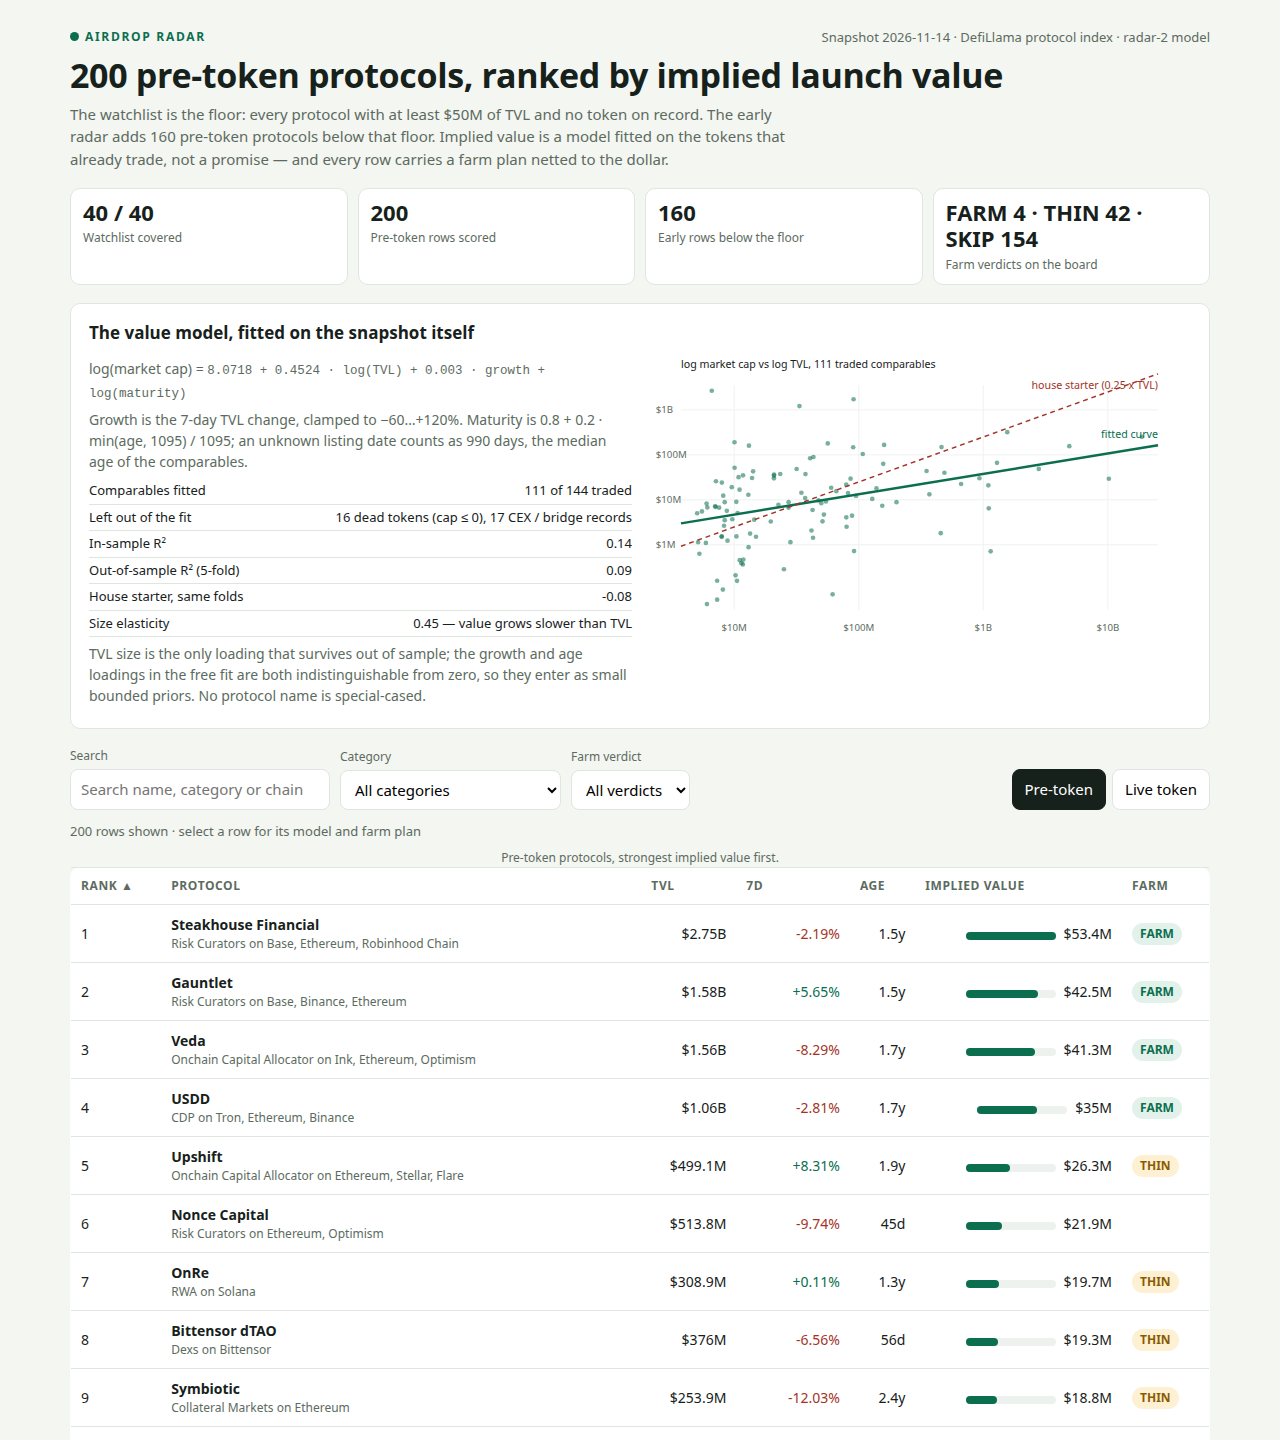 AIRDROP RADAR
Snapshot 2026-11-14 · DefiLlama protocol index · radar-2 model
200 pre-token protocols, ranked by implied launch value
The watchlist is the floor: every protocol with at least $50M of TVL and no token on record. The early
radar adds 160 pre-token protocols below that floor. Implied value is a model fitted on the tokens that
already trade, not a promise — and every row carries a farm plan netted to the dollar.
40 / 40
Watchlist covered
200
Pre-token rows scored
160
Early rows below the floor
FARM 4 · THIN 42 ·
SKIP 154
Farm verdicts on the board
The value model, fitted on the snapshot itself
log(market cap) = 8.0718 + 0.4524 · log(TVL) + 0.003 · growth +
log(maturity)
Growth is the 7-day TVL change, clamped to −60…+120%. Maturity is 0.8 + 0.2 ·
min(age, 1095) / 1095; an unknown listing date counts as 990 days, the median
age of the comparables.
Comparables fitted 111 of 144 traded
Left out of the fit 16 dead tokens (cap ≤ 0), 17 CEX / bridge records
In-sample R² 0.14
Out-of-sample R² (5-fold) 0.09
House starter, same folds -0.08
Size elasticity 0.45 — value grows slower than TVL
TVL size is the only loading that survives out of sample; the growth and age
loadings in the free fit are both indistinguishable from zero, so they enter as small
bounded priors. No protocol name is special-cased.
log market cap vs log TVL, 111 traded comparables
house starter (0.25 x TVL)
fitted curve
$1B
$100M
$10M
$1M
$10M $100M $1B $10B
Search
Category
Farm verdict
Search name, category or chain
All categories
All verdicts
Pre-token
Live token
200 rows shown · select a row for its model and farm plan
Pre-token protocols, strongest implied value first.
RANK ▲ PROTOCOL TVL 7D AGE IMPLIED VALUE FARM
1 Steakhouse Financial $2.75B -2.19% 1.5y $53.4M FARM
Risk Curators on Base, Ethereum, Robinhood Chain
2 Gauntlet $1.58B +5.65% 1.5y $42.5M FARM
Risk Curators on Base, Binance, Ethereum
3 Veda $1.56B -8.29% 1.7y $41.3M FARM
Onchain Capital Allocator on Ink, Ethereum, Optimism
4 USDD $1.06B -2.81% 1.7y $35M FARM
CDP on Tron, Ethereum, Binance
5 Upshift $499.1M +8.31% 1.9y $26.3M THIN
Onchain Capital Allocator on Ethereum, Stellar, Flare
6 Nonce Capital $513.8M -9.74% 45d $21.9M
Risk Curators on Ethereum, Optimism
7 OnRe $308.9M +0.11% 1.3y $19.7M THIN
RWA on Solana
8 Bittensor dTAO $376M -6.56% 56d $19.3M THIN
Dexs on Bittensor
9 Symbiotic $253.9M -12.03% 2.4y $18.8M THIN
Collateral Markets on Ethereum